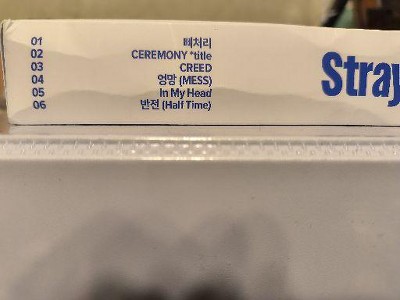 01 삐처리
02 CEREMONY *title
03 CREED
04 엉망 (MESS)
05 In My Head
06 반전 (Half Time)
Stray